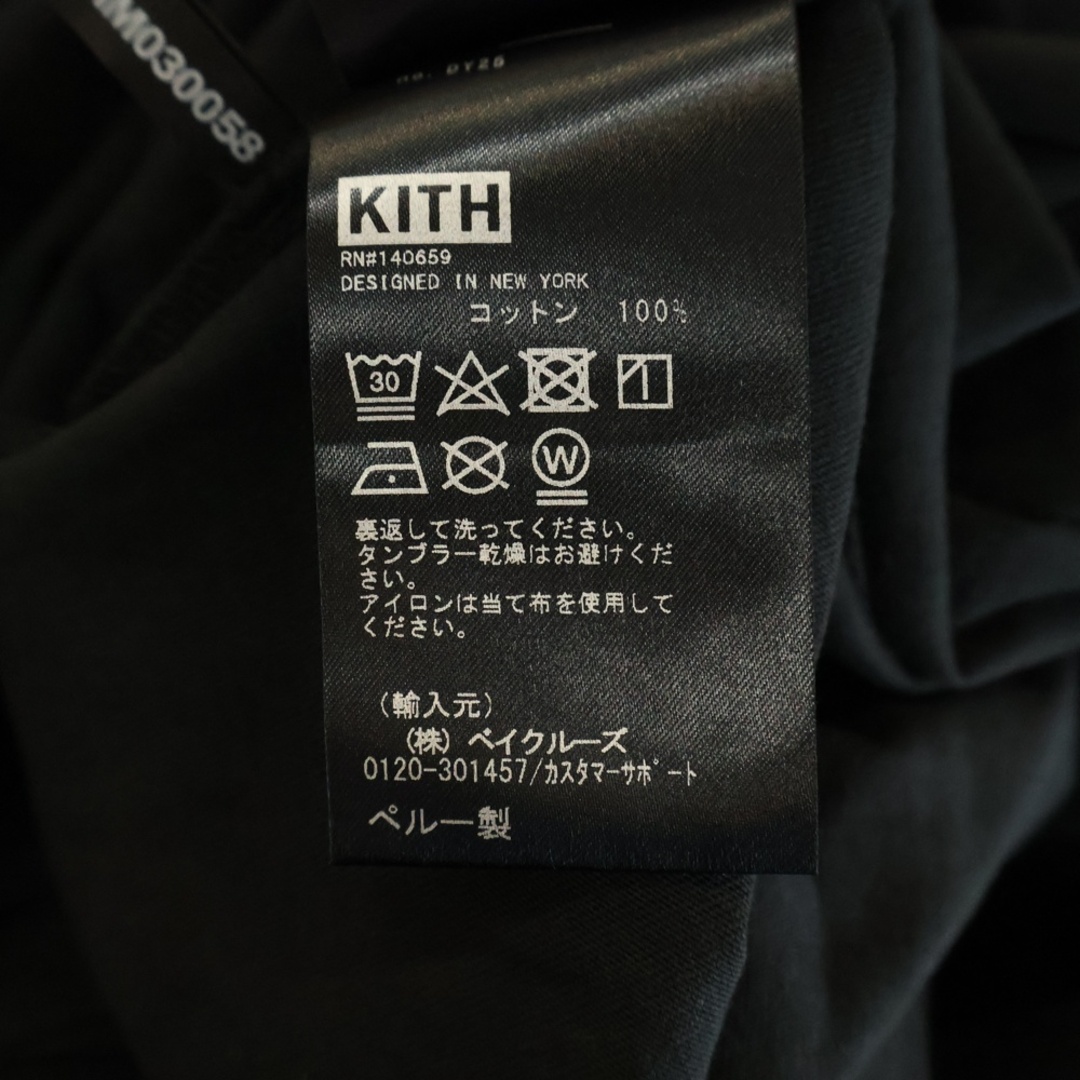 KITH
RN#140659
DESIGNED IN NEW YORK
コットン 100%
30
W
裏返して洗ってください。
タンブラー乾燥はお避けくだ
さい。
アイロンは当て布を使用して
ください。
(輸入元)
(株) ベイクルーズ
0120-301457/カスタマーサポート
ペルー製